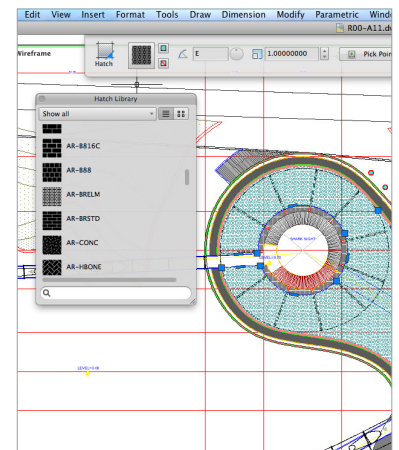 Edit View Insert Format Tools Draw Dimension Modify Parametric Wind
R00-A11.d
Wireframe
Hatch
E
1.00000000
Pick Poin
Hatch Library
Show all
AR-B816C
AR-B88
AR-BRELM
AR-BRSTD
AR-CONC
AR-HBONE